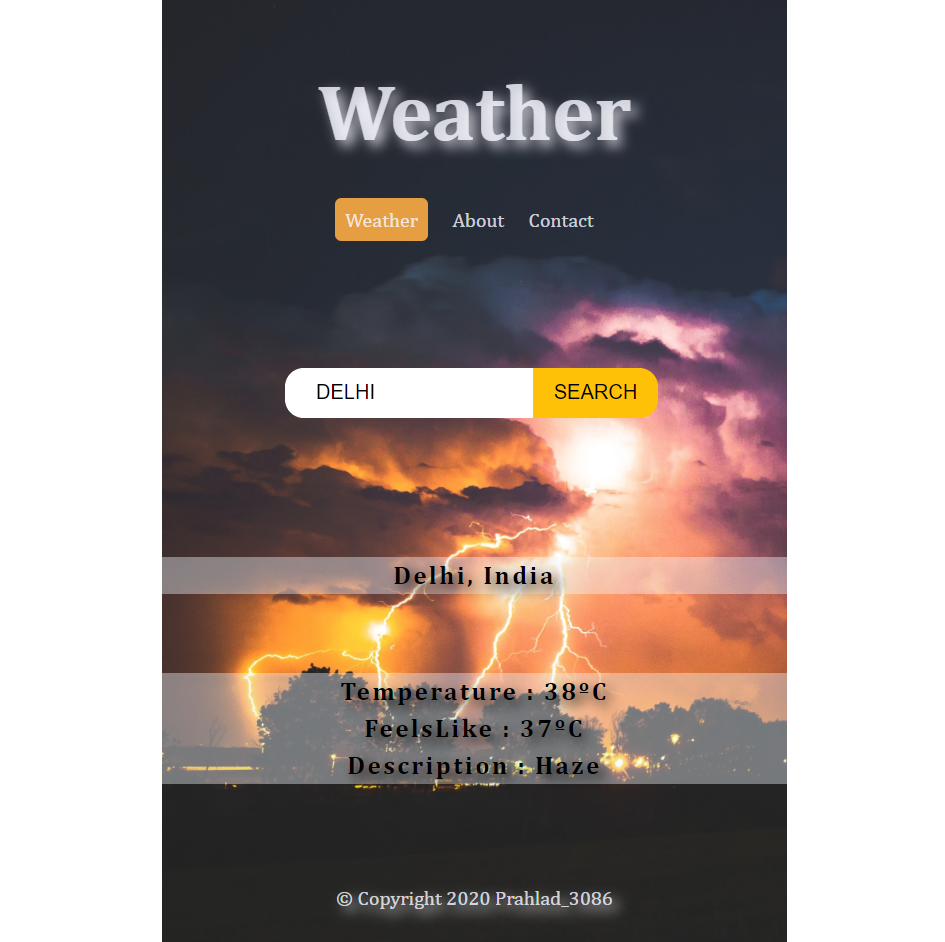 Weather
Weather About Contact
DELHI SEARCH
Delhi, India
Temperature : 38ºC
FeelsLike : 37ºC
Description : Haze
© Copyright 2020 Prahlad_3086